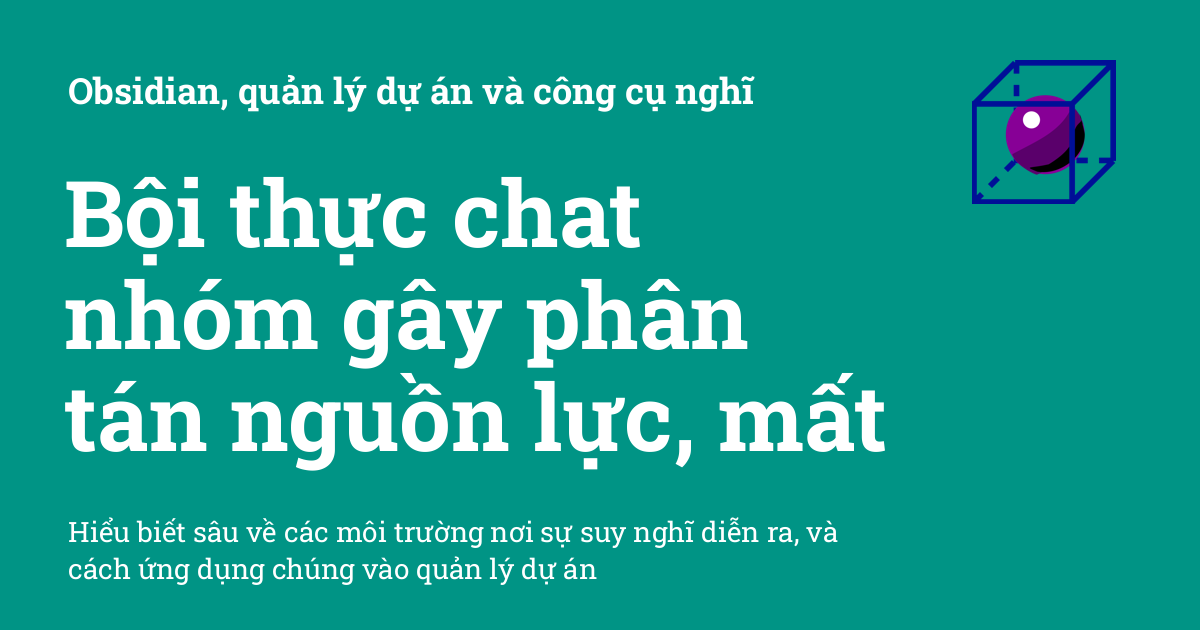 Obsidian, quản lý dự án và công cụ nghĩ
Bội thực chat
nhóm gây phân
tán nguồn lực, mất
Hiểu biết sâu về các môi trường nơi sự suy nghĩ diễn ra, và
cách ứng dụng chúng vào quản lý dự án